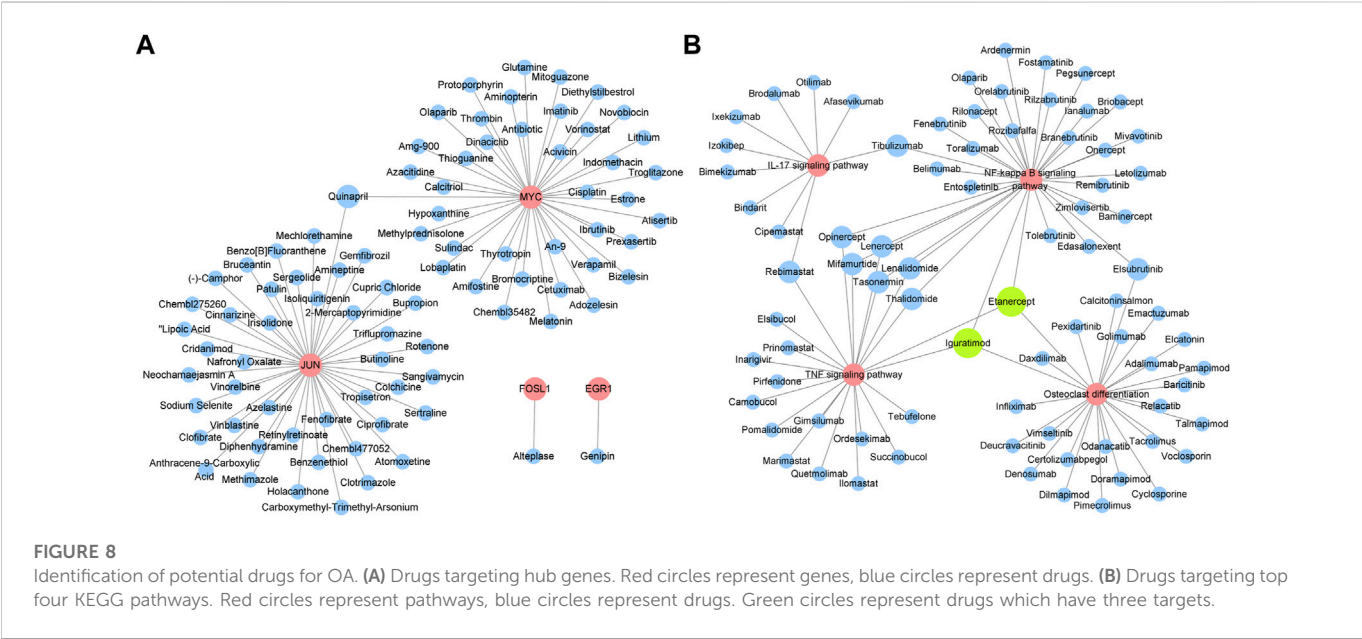 A
B
Glutamine
Mitoguazone
Protoporphyrin
Diethylstilbestrol
Aminopterin
Olaparib
Imatinib
Novobiocin
Thrombin
Antibiotic
Vorinostat
Dinaciclib
Lithium
Amg-900
Acivicin
Thioguanine
Indomethacin
Azacitidine
Troglitazone
Calcitriol
Cisplatin
Quinapril
MYC
Estrone
Hypoxanthine
Alisertib
Methylprednisolone
Ibrutinib
Prexasertib
Sulindac
An-9
Thyrotropin
Verapamil
Lobaplatin
Bizelesin
Bromocriptine
Amifostine
Cetuximab
Adozelesin
Chembl35482
Melatonin
Mechlorethamine
Benzo[B]Fluoranthene
Gemfibrozil
Bruceantin
Amineptine
(-)-Camphor
Sergeolide
Cupric Chloride
Patulin
Isoliquiritigenin
Bupropion
Chembl275260
Cinnarizine
2-Mercaptopyrimidine
Irisolidone
"Lipoic Acid
Triflupromazine
Cridanimod
Rotenone
Nafronyl Oxalate
JUN
Butinoline
Neochamaejasmin A
Sangivamycin
Vinorelbine
Colchicine
Tropisetron
Sodium Selenite
Azelastine
Sertraline
Fenofibrate
Vinblastine
Ciprofibrate
Clofibrate
Retinylretinoate
Diphenhydramine
Chembl477052
Anthracene-9-Carboxylic
Acid
Benzenethiol
Atomoxetine
Methimazole
Clotrimazole
Holacanthone
Carboxymethyl-Trimethyl-Arsonium
FOSL1
EGR1
Alteplase
Genipin
Otilimab
Brodalumab
Afasevikumab
Ixekizumab
Izokibep
IL-17 signaling pathway
Tibulizumab
Bimekizumab
Bindarit
Cipemastat
Rebimastat
Ardenermin
Fostamatinib
Olaparib
Pegsunercept
Orelabrutinib
Rilonacept
Rilzabrutinib
Briobacept
Ianalumab
Fenebrutinib
Rozibafalfa
Branebrutinib
Mivavotinib
Toralizumab
Onercept
Belimumab
NF-kappa B signaling
pathway
Letolizumab
Entospletinib
Remibrutinib
Zimlovisertib
Baminercept
Tolebrutinib
Edasalonexent
Opinercept
Lenercept
Mifamurtide
Lenalidomide
Tasonermin
Thalidomide
Elsubrutinib
Etanercept
Iguratimod
Elsibucol
Prinomastat
Inarigivir
TNF signaling pathway
Pirfenidone
Camobucol
Gimsilumab
Tebufelone
Pomalidomide
Ordesekimab
Marimastat
Succinobucol
Quetmolimab
Ilomastat
Calcitoninsalmon
Emactuzumab
Pexidartinib
Golimumab
Elcatonin
Daxdilimab
Adalimumab
Pamapimod
Baricitinib
Osteoclast differentiation
Infliximab
Relacatib
Talmapimod
Vimseltinib
Deucravacitinib
Odanacatib
Tacrolimus
Certolizumabpegol
Voclosporin
Denosumab
Doramapimod
Dilmapimod
Cyclosporine
Pimecrolimus
FIGURE 8
Identification of potential drugs for OA. (A) Drugs targeting hub genes. Red circles represent genes, blue circles represent drugs. (B) Drugs targeting top
four KEGG pathways. Red circles represent pathways, blue circles represent drugs. Green circles represent drugs which have three targets.